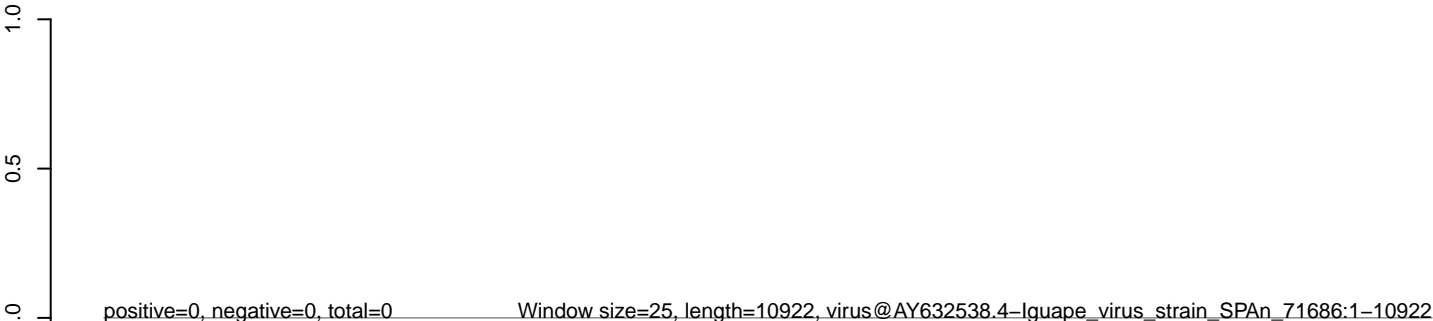 1.0
0.5
.0
positive=0, negative=0, total=0 Window size=25, length=10922, virus@AY632538.4−Iguape_virus_strain_SPAn_71686:1−10922